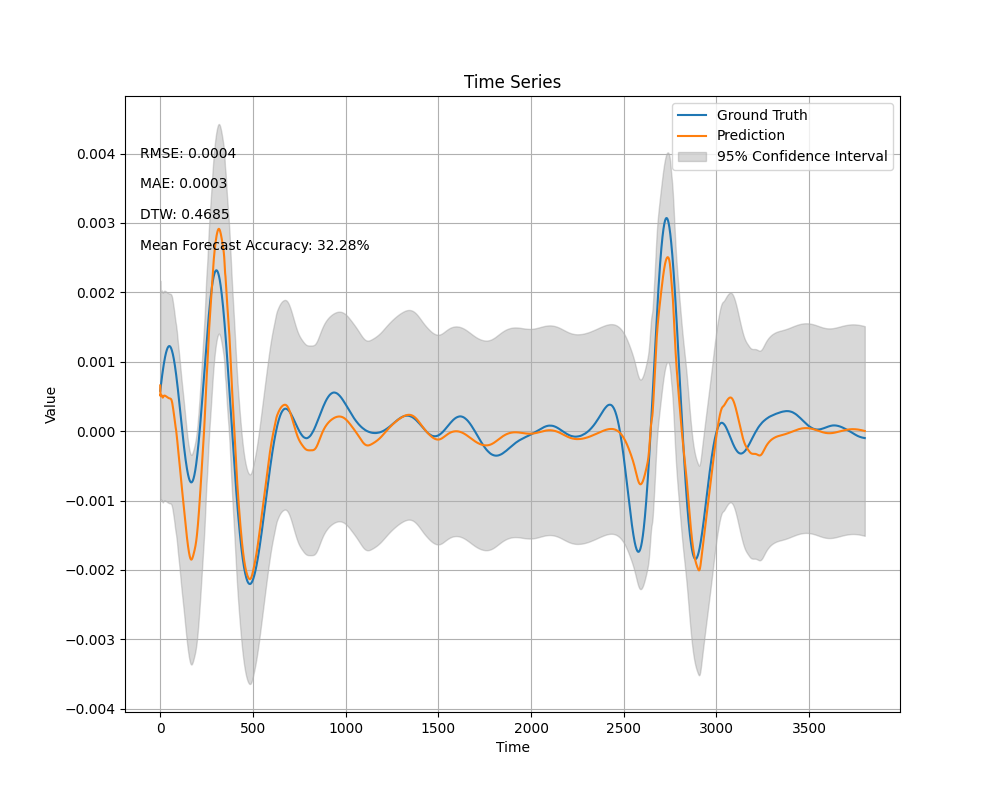 Time Series
Ground Truth
Prediction
95% Confidence Interval
RMSE: 0.0004
MAE: 0.0003
DTW: 0.4685
Mean Forecast Accuracy: 32.28%
Value
0.004
0.003
0.002
0.001
0.000
−0.001
−0.002
−0.003
−0.004
0 500 1000 1500 2000 2500 3000 3500
Time